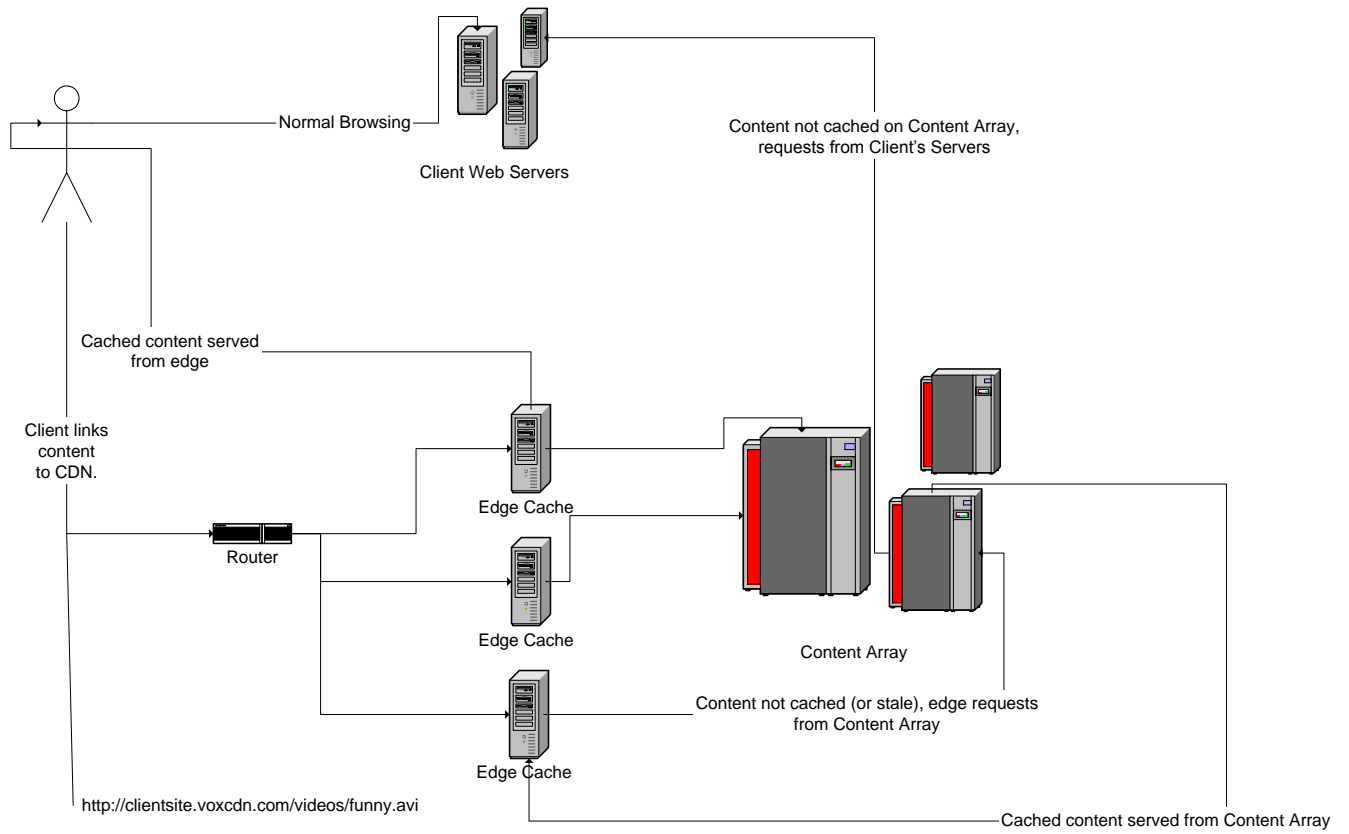 Normal Browsing
Client Web Servers
Content not cached on Content Array,
requests from Client's Servers
Cached content served
from edge
Client links
content
to CDN.
Router
Edge Cache
Edge Cache
Edge Cache
Content Array
Content not cached (or stale), edge requests
from Content Array
http://clientsite.voxcdn.com/videos/funny.avi
Cached content served from Content Array